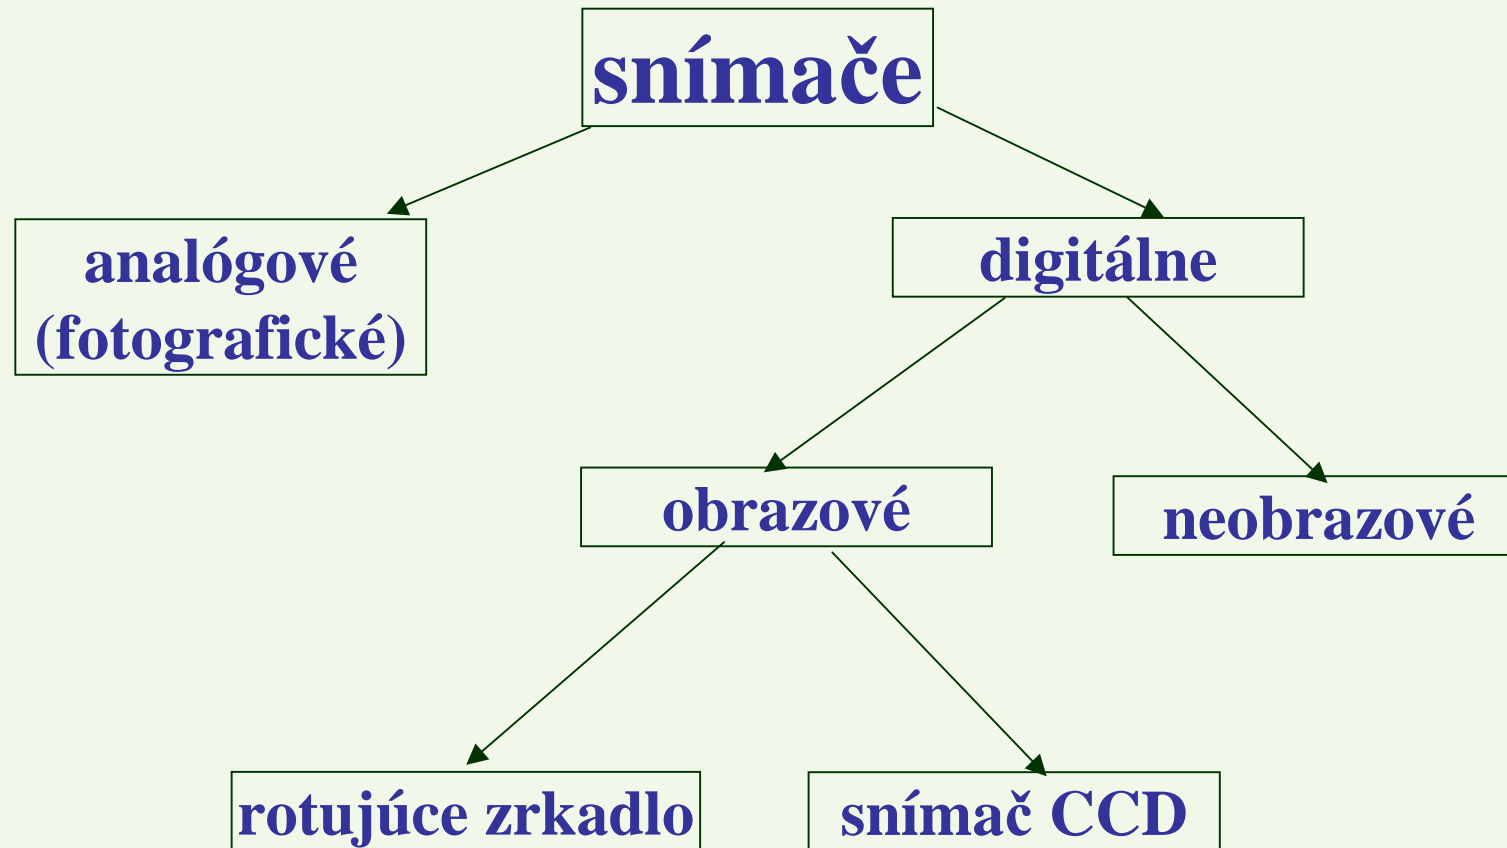 snímače
analógové
(fotografické)
digitálne
obrazové
neobrazové
rotujúce zrkadlo
snímač CCD